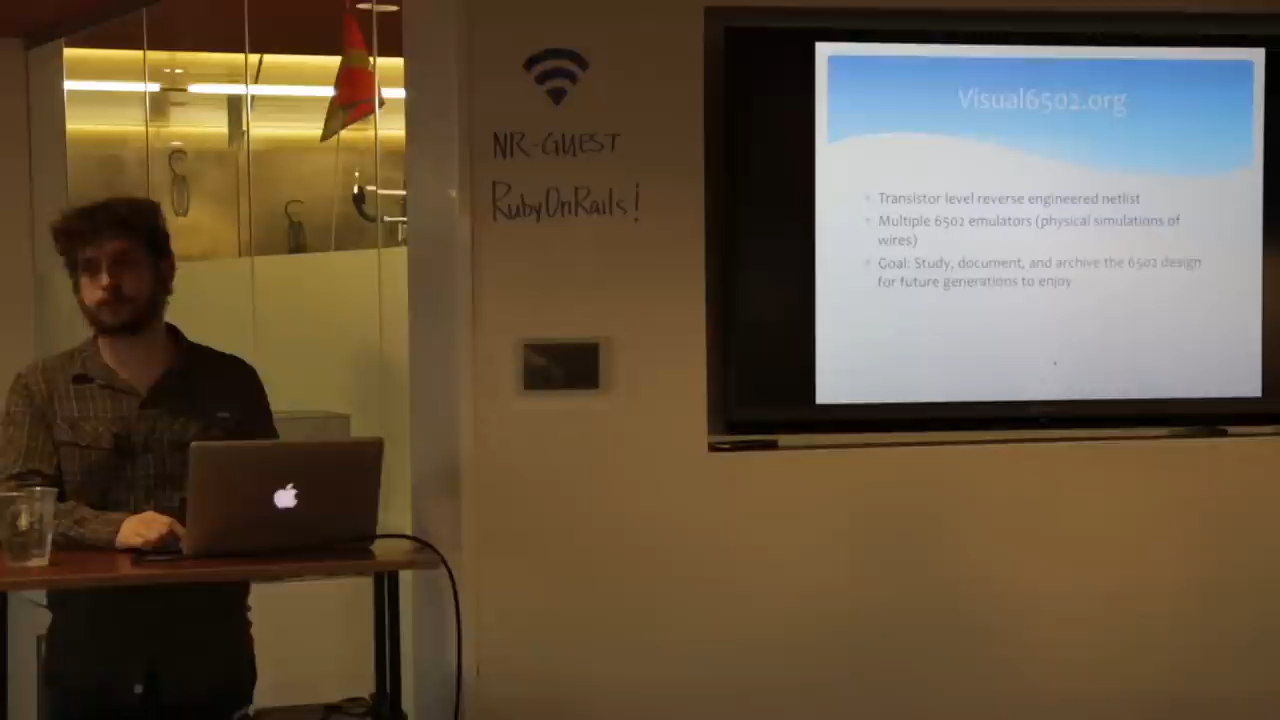 NR-GUEST
RubyOnRails!
Visual6502.org
Transistor level reverse engineered netlist
Multiple 6502 emulators (physical simulations of
wires)
Goal: Study, document, and archive the 6502 design
for future generations to enjoy